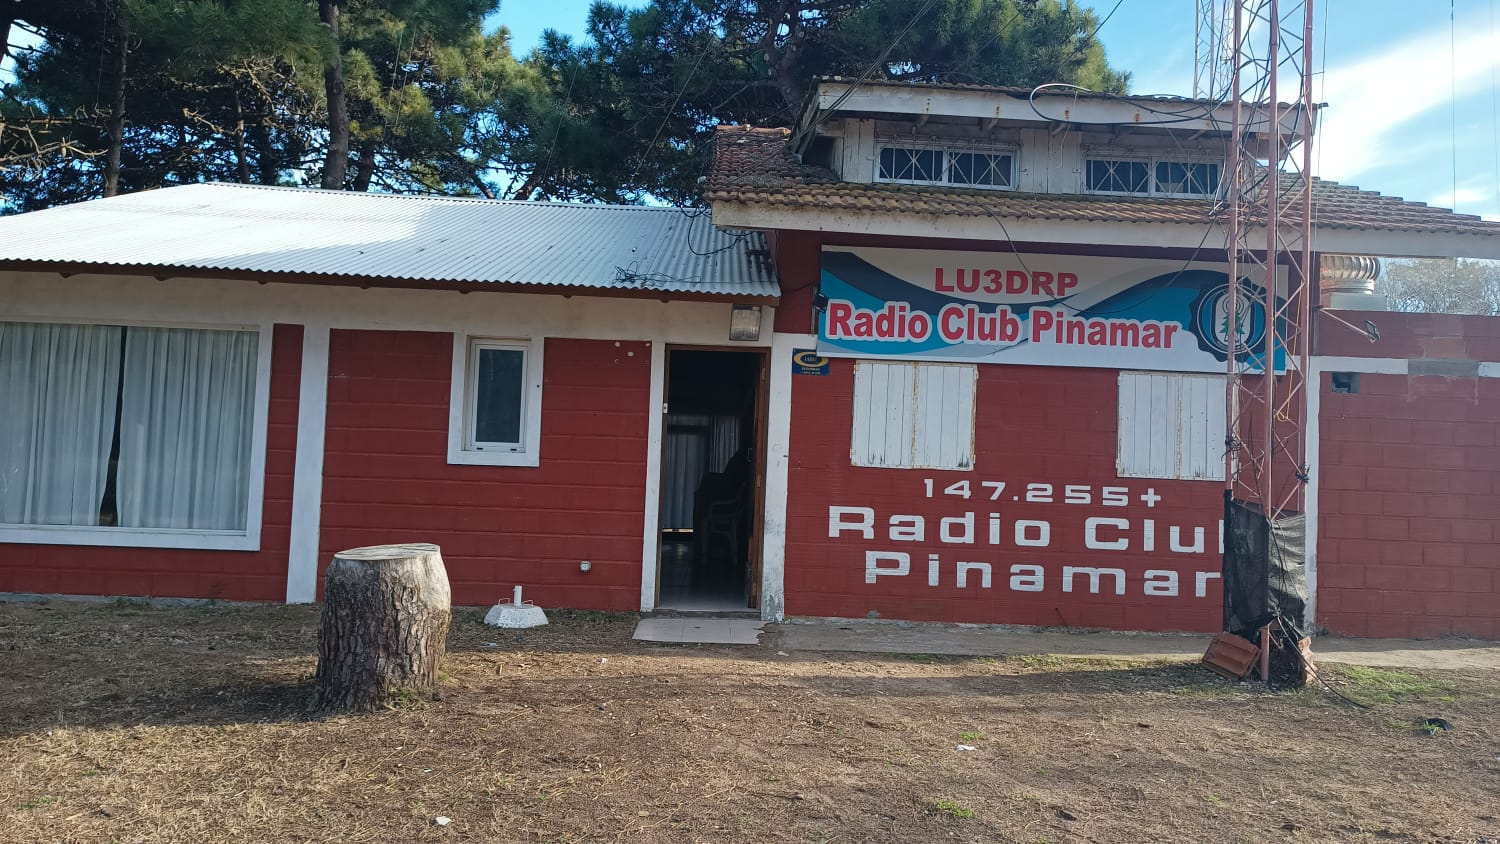 LU3DRP
Radio Club Pinamar
147.255+
Radio Clu
Pinamar